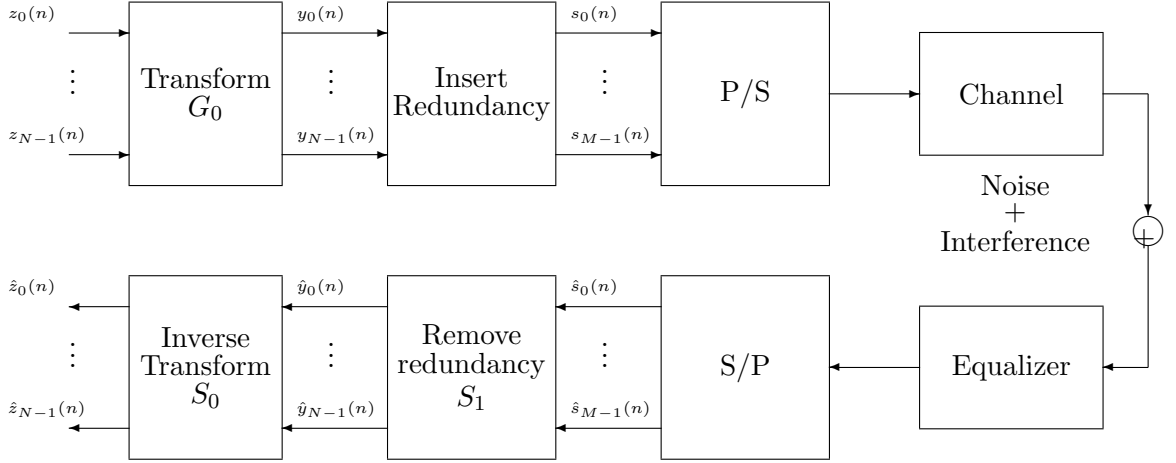 z_0(n)
y_0(n)
s_0(n)
⋮
⋮
⋮
Transform
G_0
Insert
Redundancy
P/S
Channel
z_{N−1}(n)
y_{N−1}(n)
s_{M−1}(n)
Noise
+
Interference
+
ẑ_0(n)
ŷ_0(n)
ŝ_0(n)
⋮
⋮
⋮
Inverse
Transform
S_0
Remove
redundancy
S_1
S/P
Equalizer
ẑ_{N−1}(n)
ŷ_{N−1}(n)
ŝ_{M−1}(n)